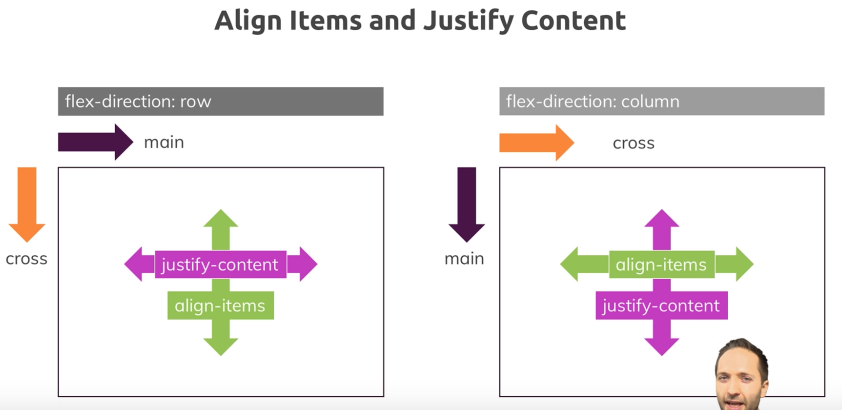 Align Items and Justify Content
flex-direction: row
main
cross
justify-content
align-items
flex-direction: column
cross
main
align-items
justify-content